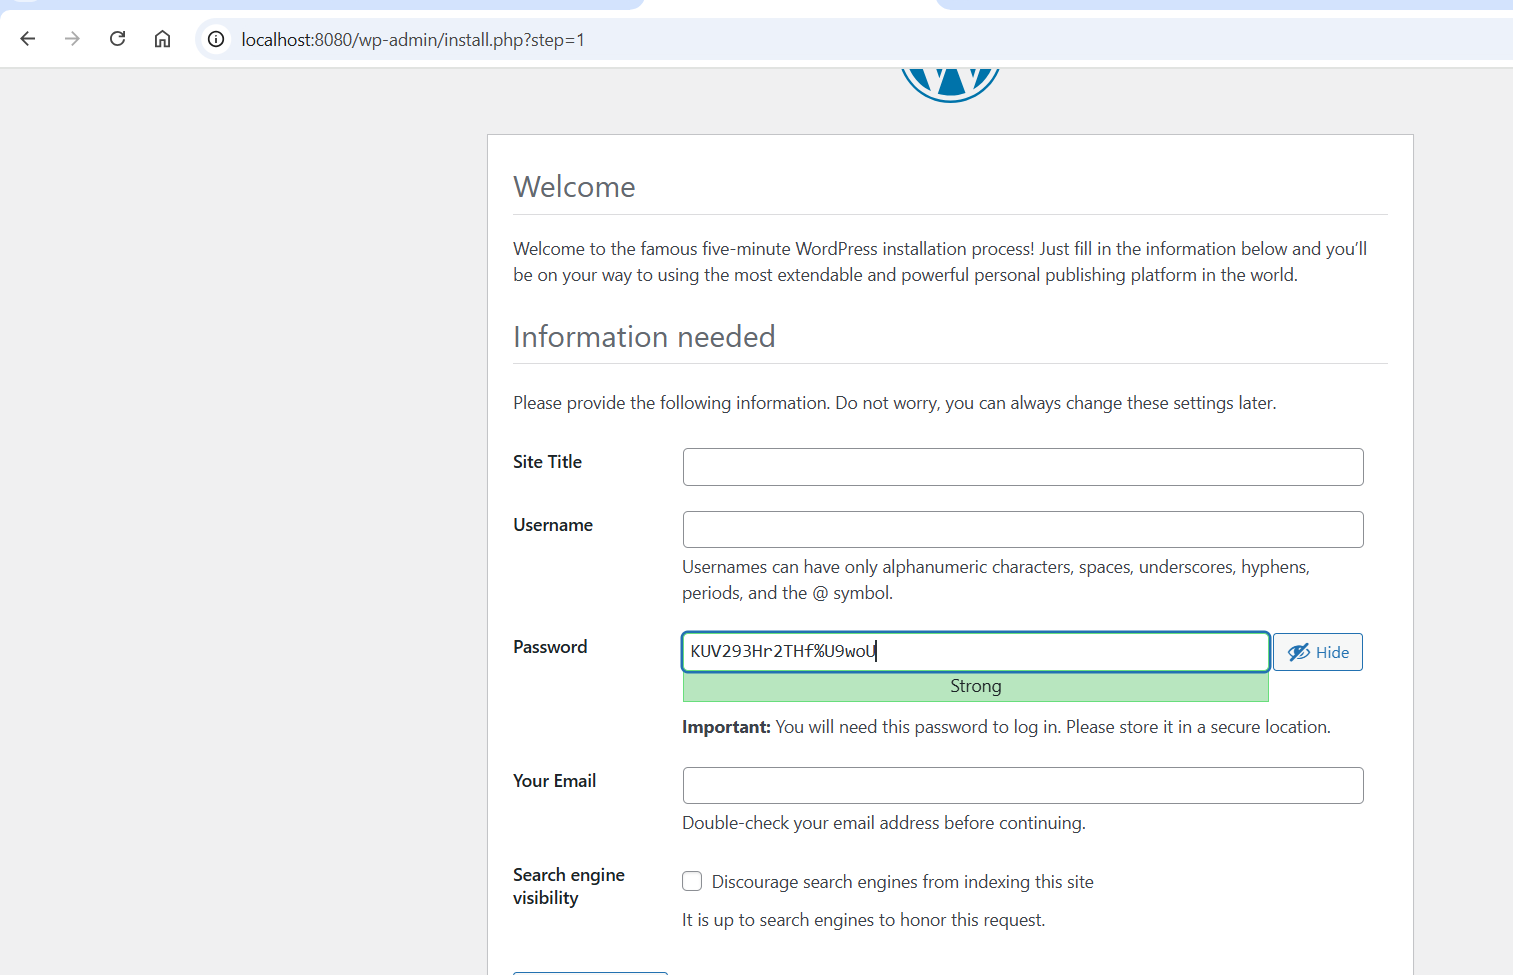 localhost:8080/wp-admin/install.php?step=1
Welcome
Welcome to the famous five-minute WordPress installation process! Just fill in the information below and you’ll
be on your way to using the most extendable and powerful personal publishing platform in the world.
Information needed
Please provide the following information. Do not worry, you can always change these settings later.
Site Title
Username
Usernames can have only alphanumeric characters, spaces, underscores, hyphens,
periods, and the @ symbol.
Password
KUV293Hr2THf%U9woU
Hide
Strong
Important: You will need this password to log in. Please store it in a secure location.
Your Email
Double-check your email address before continuing.
Search engine
visibility
Discourage search engines from indexing this site
It is up to search engines to honor this request.